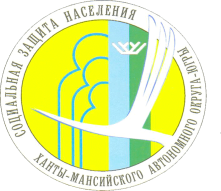 СОЦИАЛЬНАЯ ЗАЩИТА НАСЕЛЕНИЯ
ХАНТЫ-МАНСИЙСКОГО АВТОНОМНОГО ОКРУГА-ЮГРЫ